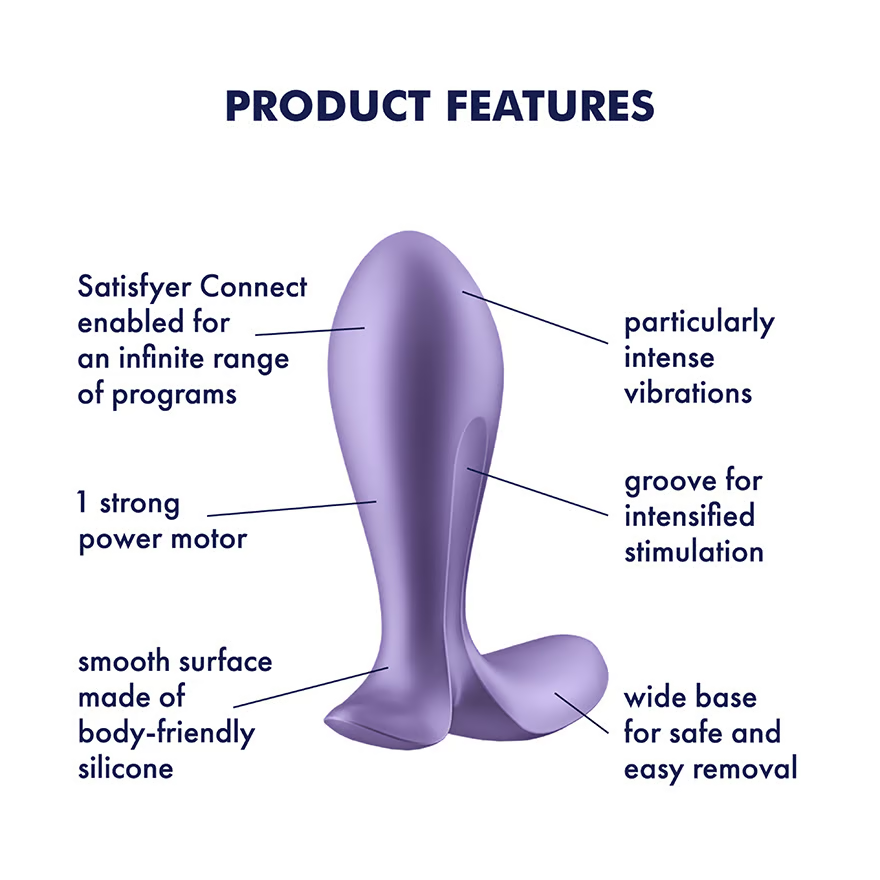 PRODUCT FEATURES
Satisfyer Connect
enabled for
an infinite range
of programs
1 strong
power motor
smooth surface
made of
body-friendly
silicone
particularly
intense
vibrations
groove for
intensified
stimulation
wide base
for safe and
easy removal